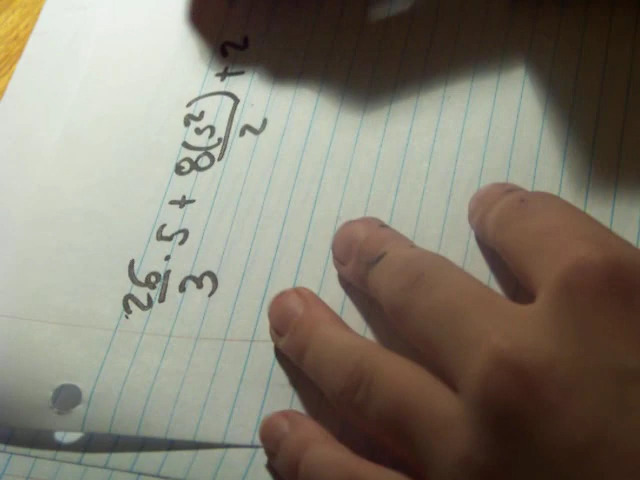 26/3 · 5 + 8(5²)/2 + 2